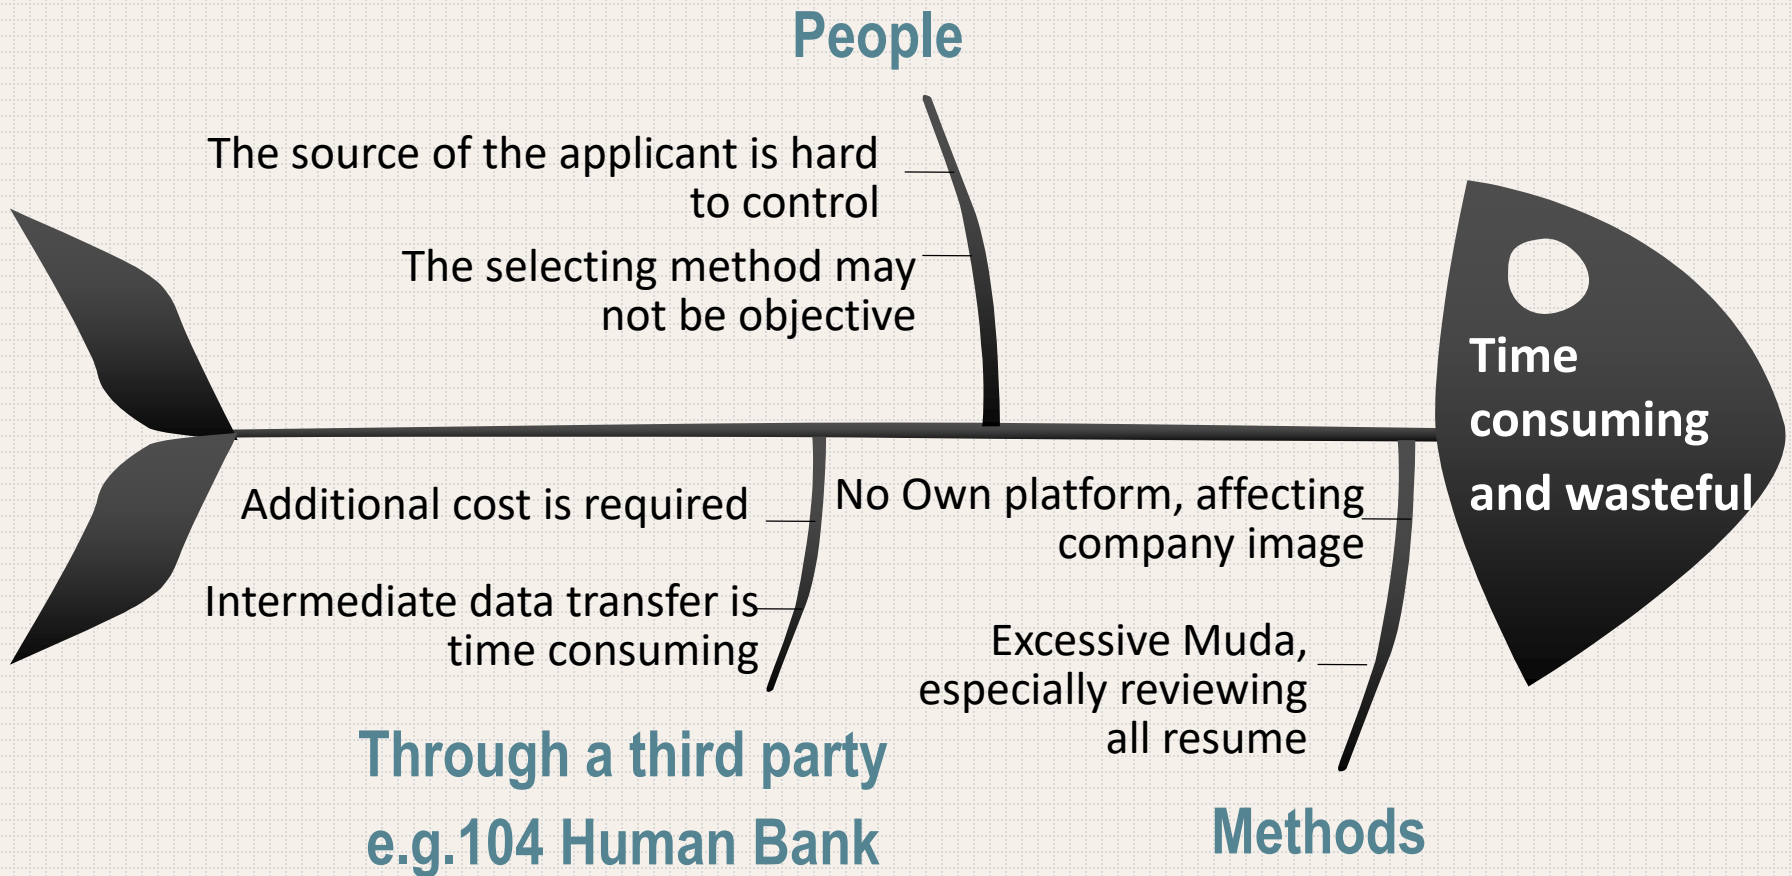 People
The source of the applicant is hard
to control
The selecting method may
not be objective
Time
consuming
and wasteful
Additional cost is required
Intermediate data transfer is
time consuming
Through a third party
e.g.104 Human Bank
No Own platform, affecting
company image
Excessive Muda,
especially reviewing
all resume
Methods